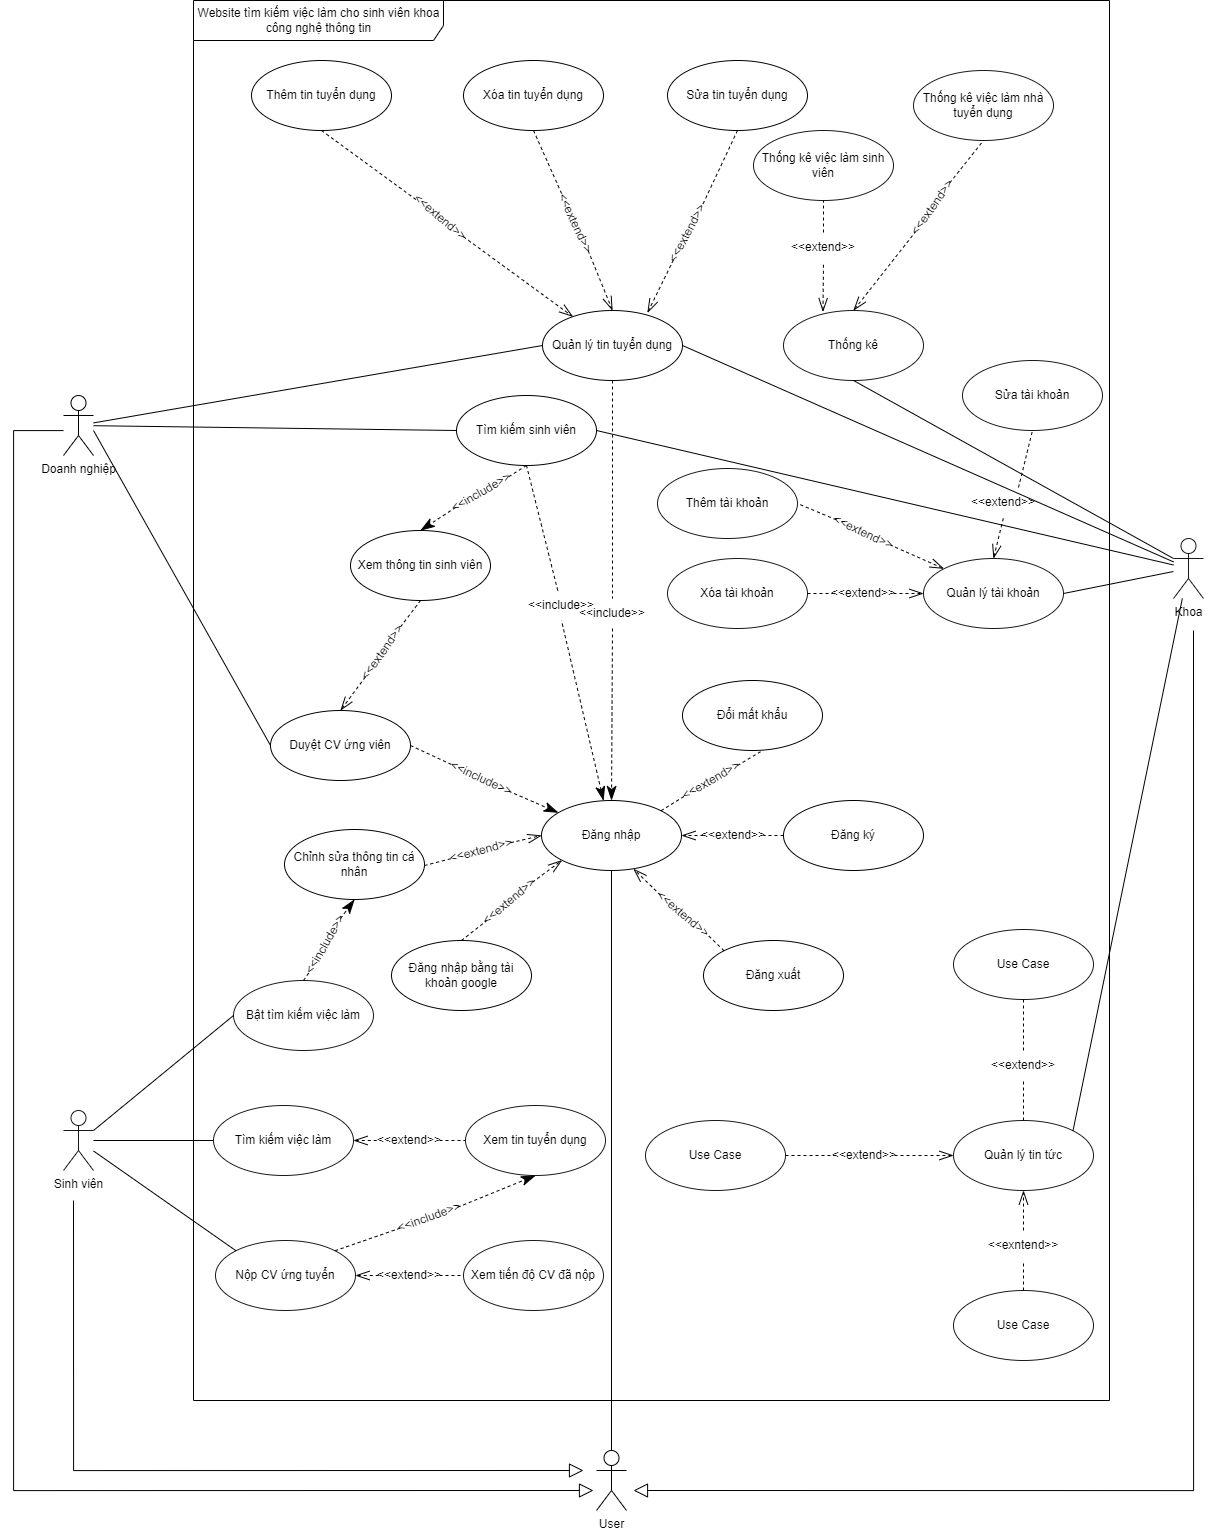 Website tìm kiếm việc làm cho sinh viên khoa
công nghệ thông tin
Thêm tin tuyển dụng
Xóa tin tuyển dụng
Sửa tin tuyển dụng
Thống kê việc làm nhà
tuyển dụng
Thống kê việc làm sinh
viên
<<extend>>
<<extend>>
<<extend>>
<<extend>>
<<extend>>
Quản lý tin tuyển dụng
Thống kê
Sửa tài khoản
Tìm kiếm sinh viên
Doanh nghiệp
<<include>>
Thêm tài khoản
<<extend>>
<<extend>>
Xem thông tin sinh viên
Xóa tài khoản
<<extend>>
Quản lý tài khoản
Khoa
<<include>>
<<include>>
<<extend>>
Đổi mất khẩu
Duyệt CV ứng viên
<<include>>
<<extend>>
Đăng nhập
<<extend>>
Đăng ký
Chỉnh sửa thông tin cá
nhân
<<extend>>
<<extend>>
<<extend>>
<<include>>
Đăng nhập bằng tài
khoản google
Đăng xuất
Use Case
Bật tìm kiếm việc làm
<<extend>>
Tìm kiếm việc làm
<<extend>>
Xem tin tuyển dụng
Use Case
<<extend>>
Quản lý tin tức
Sinh viên
<<include>>
<<exntend>>
Nộp CV ứng tuyển
<<extend>>
Xem tiến độ CV đã nộp
Use Case
User